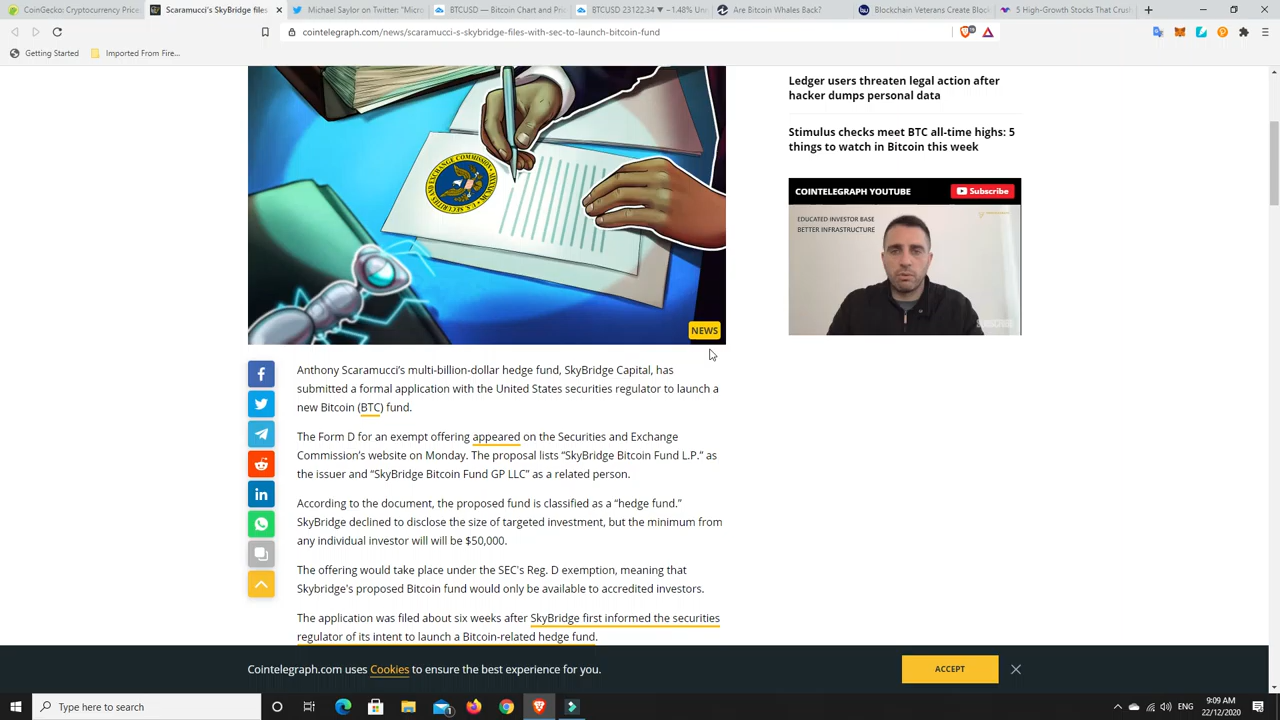 CoinGecko: Cryptocurrency Price
Scaramucci's SkyBridge files
Michael Saylor on Twitter: "Micro
BTCUSD — Bitcoin Chart and Pri
BTCUSD 23122.34 ▼ −1.48% Un
Are Bitcoin Whales Back?
Blockchain Veterans Create Block
5 High-Growth Stocks That Crus
cointelegraph.com/news/scaramucci-s-skybridge-files-with-sec-to-launch-bitcoin-fund
Getting Started
Imported From Fire...
Ledger users threaten legal action after
hacker dumps personal data
Stimulus checks meet BTC all-time highs: 5
things to watch in Bitcoin this week
COINTELEGRAPH YOUTUBE
Subscribe
EDUCATED INVESTOR BASE
BETTER INFRASTRUCTURE
SUBSCRIBE
NEWS
Anthony Scaramucci's multi-billion-dollar hedge fund, SkyBridge Capital, has
submitted a formal application with the United States securities regulator to launch a
new Bitcoin (BTC) fund.
The Form D for an exempt offering appeared on the Securities and Exchange
Commission's website on Monday. The proposal lists “SkyBridge Bitcoin Fund L.P.” as
the issuer and “SkyBridge Bitcoin Fund GP LLC” as a related person.
According to the document, the proposed fund is classified as a “hedge fund.”
SkyBridge declined to disclose the size of targeted investment, but the minimum from
any individual investor will will be $50,000.
The offering would take place under the SEC's Reg. D exemption, meaning that
Skybridge's proposed Bitcoin fund would only be available to accredited investors.
The application was filed about six weeks after SkyBridge first informed the securities
regulator of its intent to launch a Bitcoin-related hedge fund.
Cointelegraph.com uses Cookies to ensure the best experience for you.
ACCEPT
Type here to search
ENG
9:09 AM
22/12/2020